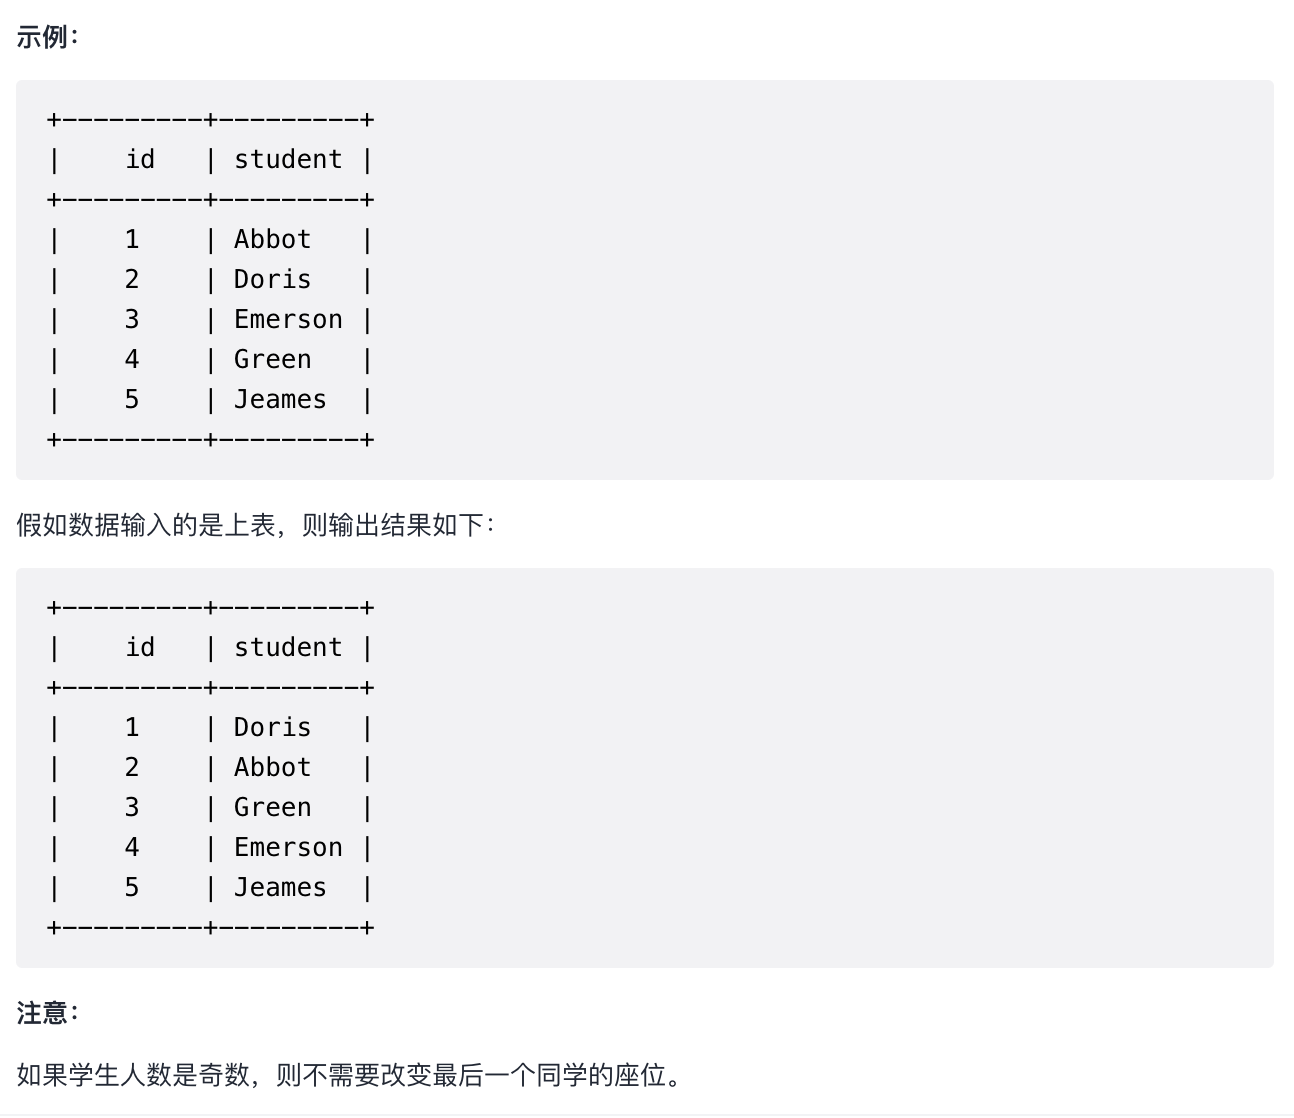 示例：
+---------+---------+
|    id   | student |
+---------+---------+
|    1    | Abbot   |
|    2    | Doris   |
|    3    | Emerson |
|    4    | Green   |
|    5    | Jeames  |
+---------+---------+
假如数据输入的是上表，则输出结果如下：
+---------+---------+
|    id   | student |
+---------+---------+
|    1    | Doris   |
|    2    | Abbot   |
|    3    | Green   |
|    4    | Emerson |
|    5    | Jeames  |
+---------+---------+
注意：
如果学生人数是奇数，则不需要改变最后一个同学的座位。